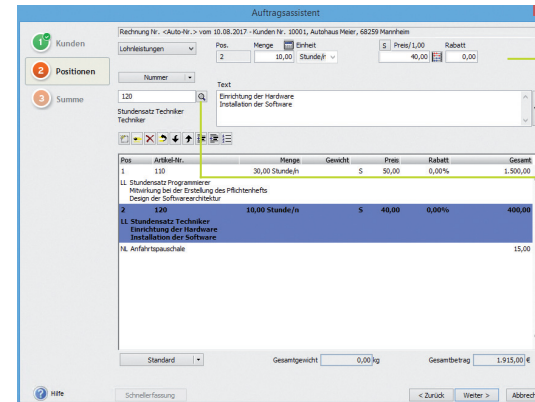 Auftragsassistent
Rechnung Nr. <Auto-Nr.> vom 10.08.2017 - Kunden Nr. 10001, Autohaus Meier, 68259 Mannheim
1 Kunden
2 Positionen
3 Summe
Lohnleistungen
Pos. Menge Einheit S Preis/1,00 Rabatt
2 10,00 Stunde/n 40,00 0,00
Nummer
Text
120
Einrichtung der Hardware
Installation der Software
Stundensatz Techniker
Techniker
Pos Artikel-Nr. Menge Gewicht Preis Rabatt Gesamt
1 110 30,00 Stunde/n S 50,00 0,00% 1.500,00
LL Stundensatz Programmierer
Mitwirkung bei der Erstellung des Pflichtenhefts
Design der Softwarearchitektur
2 120 10,00 Stunde/n S 40,00 0,00% 400,00
LL Stundensatz Techniker
Einrichtung der Hardware
Installation der Software
NL Anfahrtspauschale 15,00
Standard Gesamtgewicht 0,00 kg Gesamtbetrag 1.915,00 €
Hilfe Schnellerfassung < Zurück Weiter > Abbrech